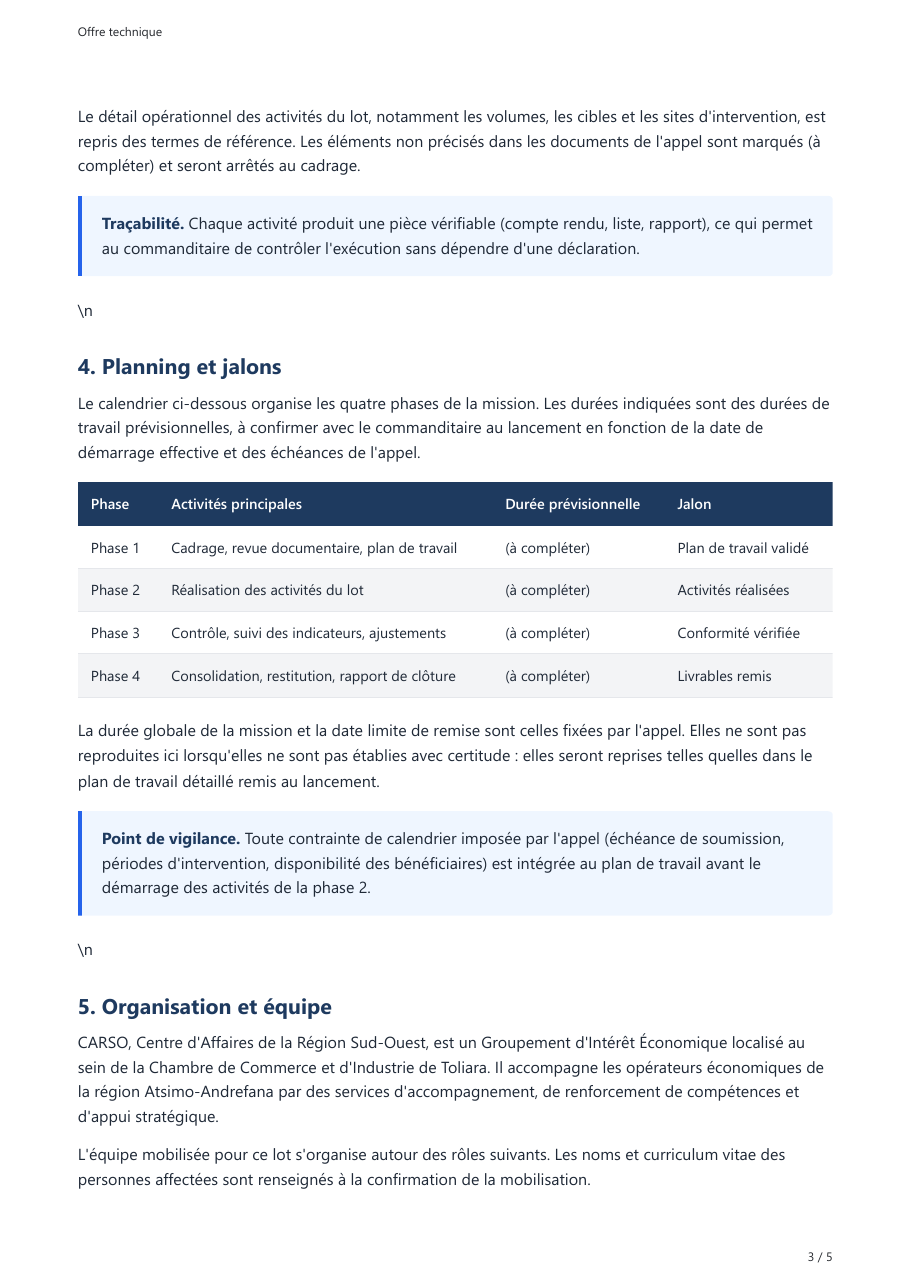 Offre technique
Le détail opérationnel des activités du lot, notamment les volumes, les cibles et les sites d'intervention, est
repris des termes de référence. Les éléments non précisés dans les documents de l'appel sont marqués (à
compléter) et seront arrêtés au cadrage.
Traçabilité. Chaque activité produit une pièce vérifiable (compte rendu, liste, rapport), ce qui permet
au commanditaire de contrôler l'exécution sans dépendre d'une déclaration.
\n
4. Planning et jalons
Le calendrier ci-dessous organise les quatre phases de la mission. Les durées indiquées sont des durées de
travail prévisionnelles, à confirmer avec le commanditaire au lancement en fonction de la date de
démarrage effective et des échéances de l'appel.
Phase Activités principales Durée prévisionnelle Jalon
Phase 1 Cadrage, revue documentaire, plan de travail (à compléter) Plan de travail validé
Phase 2 Réalisation des activités du lot (à compléter) Activités réalisées
Phase 3 Contrôle, suivi des indicateurs, ajustements (à compléter) Conformité vérifiée
Phase 4 Consolidation, restitution, rapport de clôture (à compléter) Livrables remis
La durée globale de la mission et la date limite de remise sont celles fixées par l'appel. Elles ne sont pas
reproduites ici lorsqu'elles ne sont pas établies avec certitude : elles seront reprises telles quelles dans le
plan de travail détaillé remis au lancement.
Point de vigilance. Toute contrainte de calendrier imposée par l'appel (échéance de soumission,
périodes d'intervention, disponibilité des bénéficiaires) est intégrée au plan de travail avant le
démarrage des activités de la phase 2.
\n
5. Organisation et équipe
CARSO, Centre d'Affaires de la Région Sud-Ouest, est un Groupement d'Intérêt Économique localisé au
sein de la Chambre de Commerce et d'Industrie de Toliara. Il accompagne les opérateurs économiques de
la région Atsimo-Andrefana par des services d'accompagnement, de renforcement de compétences et
d'appui stratégique.
L'équipe mobilisée pour ce lot s'organise autour des rôles suivants. Les noms et curriculum vitae des
personnes affectées sont renseignés à la confirmation de la mobilisation.
3 / 5